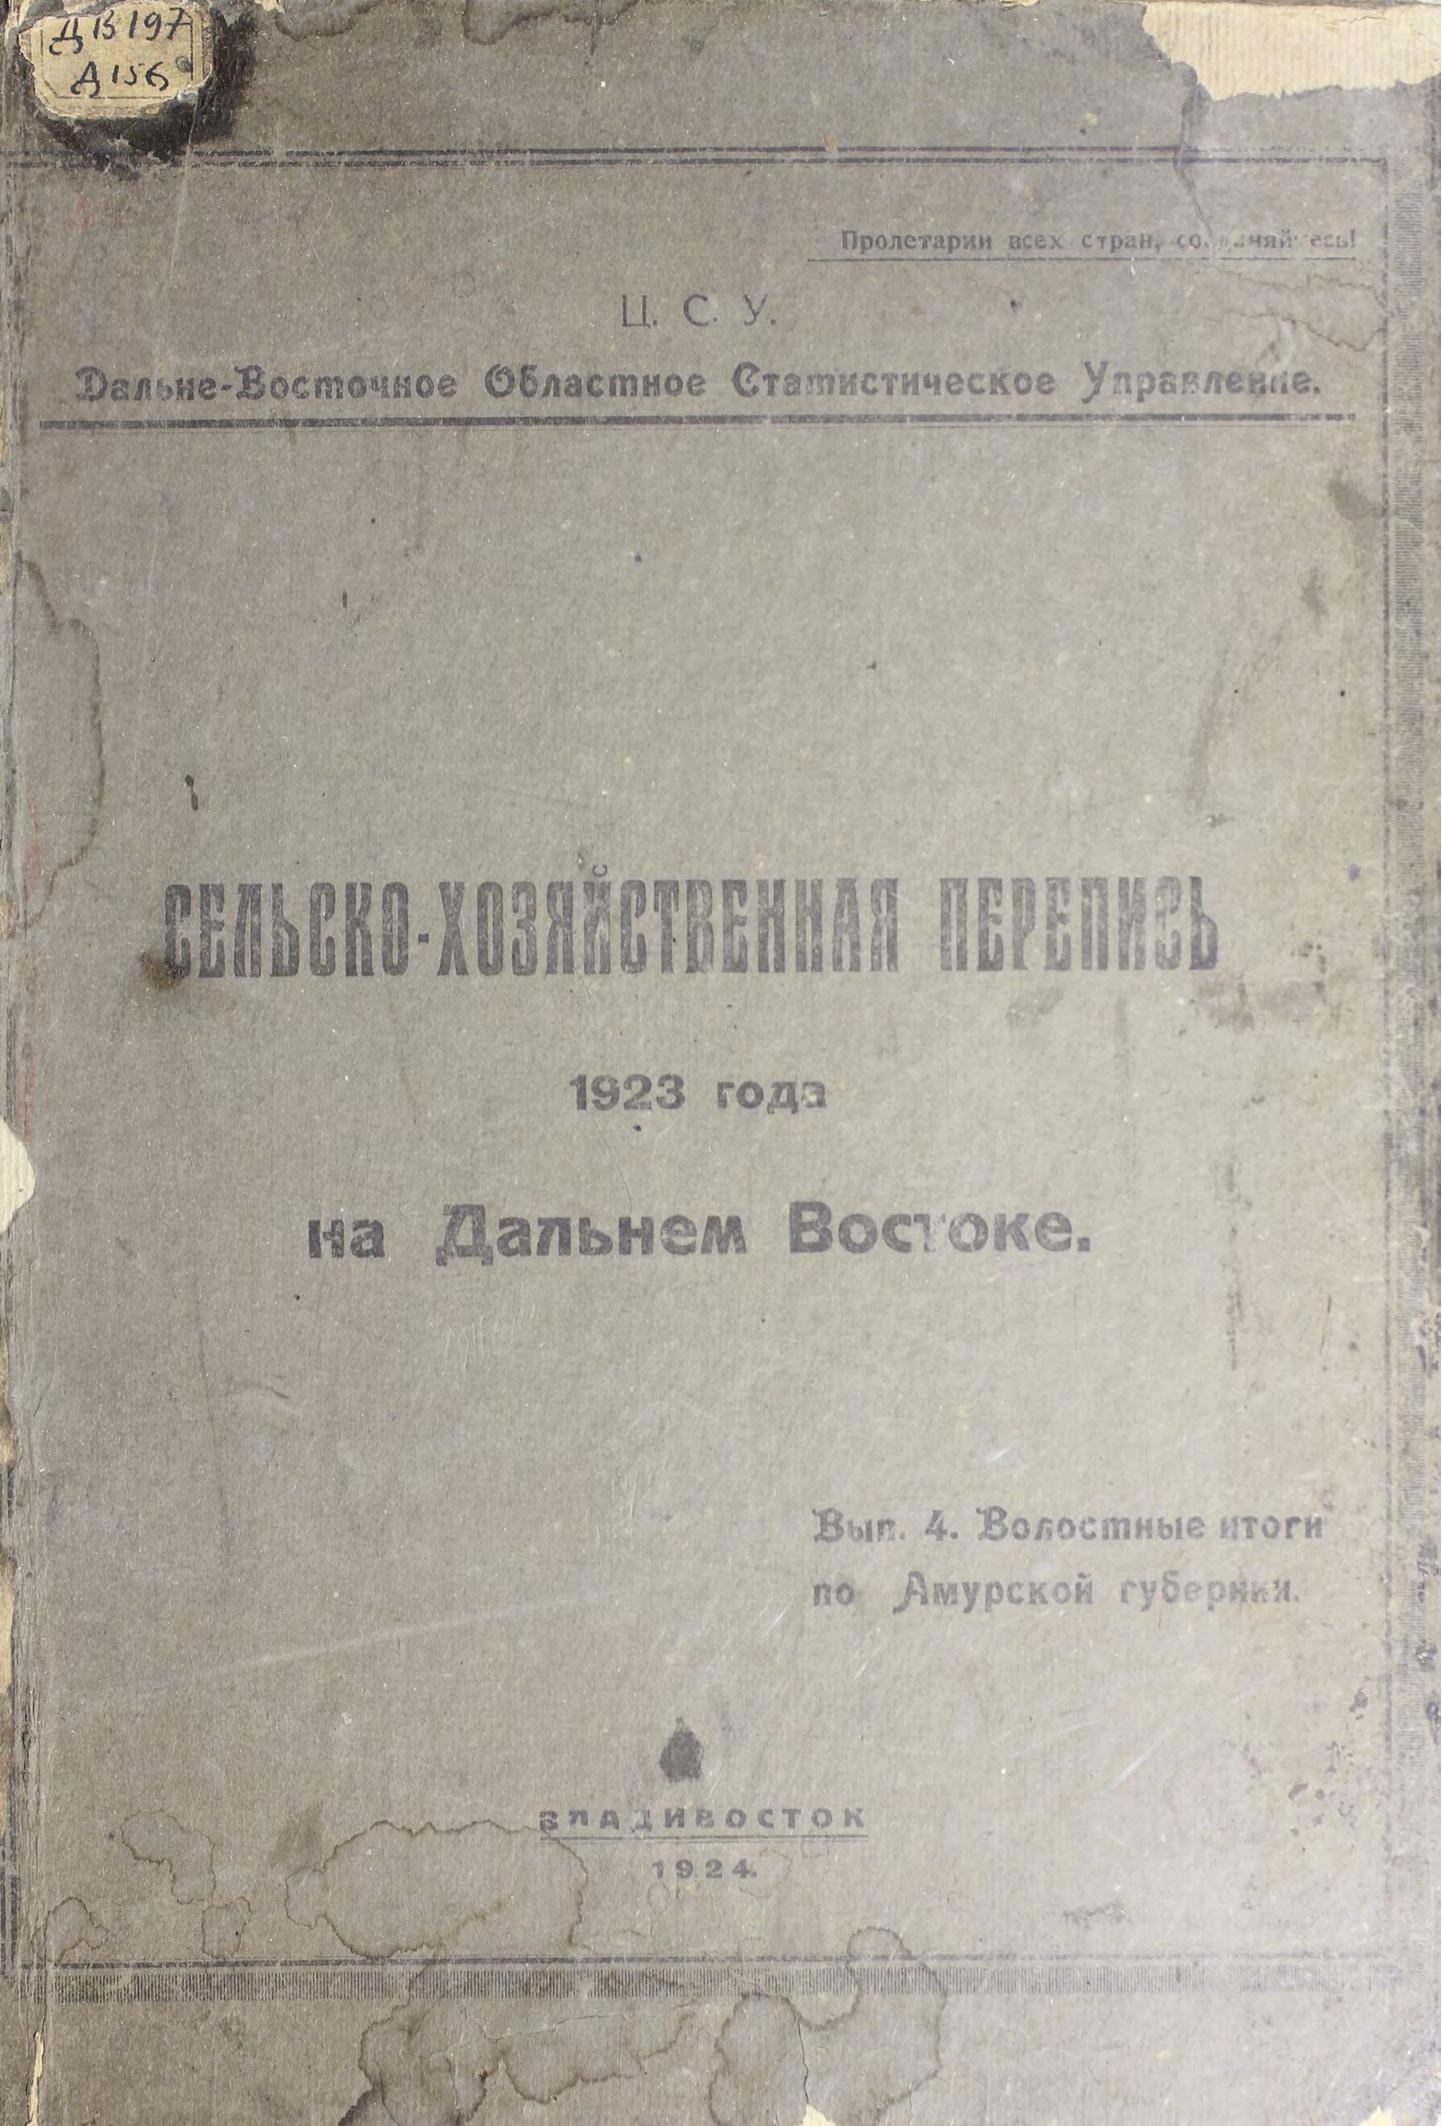 ДВ197
Д156
Пролетарии всех стран, соединяйтесь!
Ц. С. У.
Дальне-Восточное Областное Статистическое Управление.
СЕЛЬСКО-ХОЗЯЙСТВЕННАЯ ПЕРЕПИСЬ
1923 года
на Дальнем Востоке.
Вып. 4. Волостные итоги
по Амурской губернии.
ВЛАДИВОСТОК
1924.